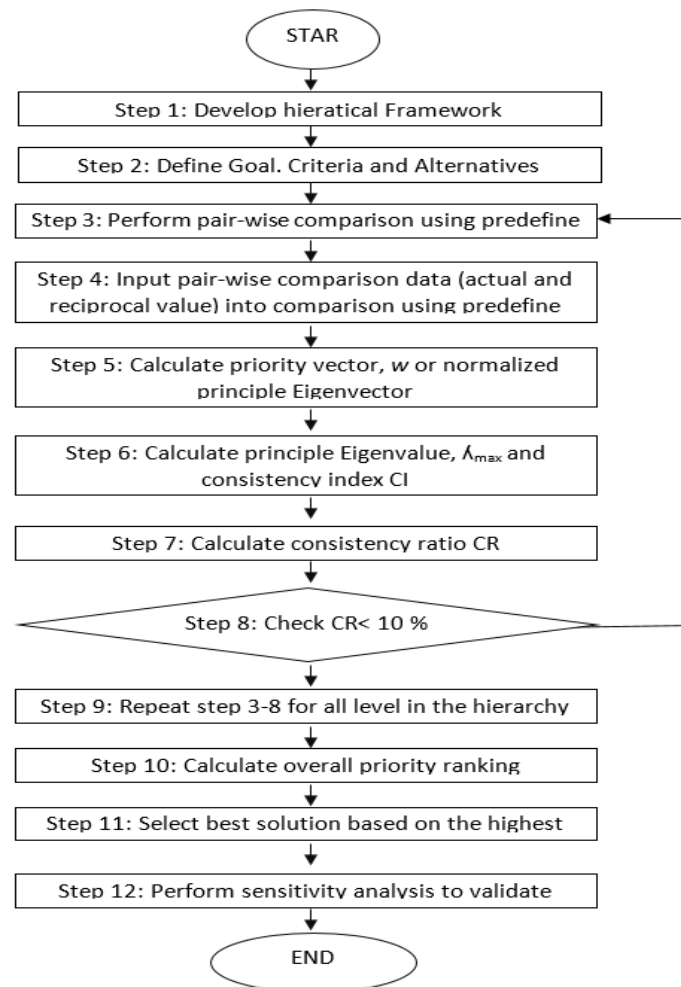 STAR
Step 1: Develop hieratical Framework
Step 2: Define Goal. Criteria and Alternatives
Step 3: Perform pair-wise comparison using predefine
Step 4: Input pair-wise comparison data (actual and
reciprocal value) into comparison using predefine
Step 5: Calculate priority vector, w or normalized
principle Eigenvector
Step 6: Calculate principle Eigenvalue, ʎmax and
consistency index CI
Step 7: Calculate consistency ratio CR
Step 8: Check CR< 10 %
Step 9: Repeat step 3-8 for all level in the hierarchy
Step 10: Calculate overall priority ranking
Step 11: Select best solution based on the highest
Step 12: Perform sensitivity analysis to validate
END